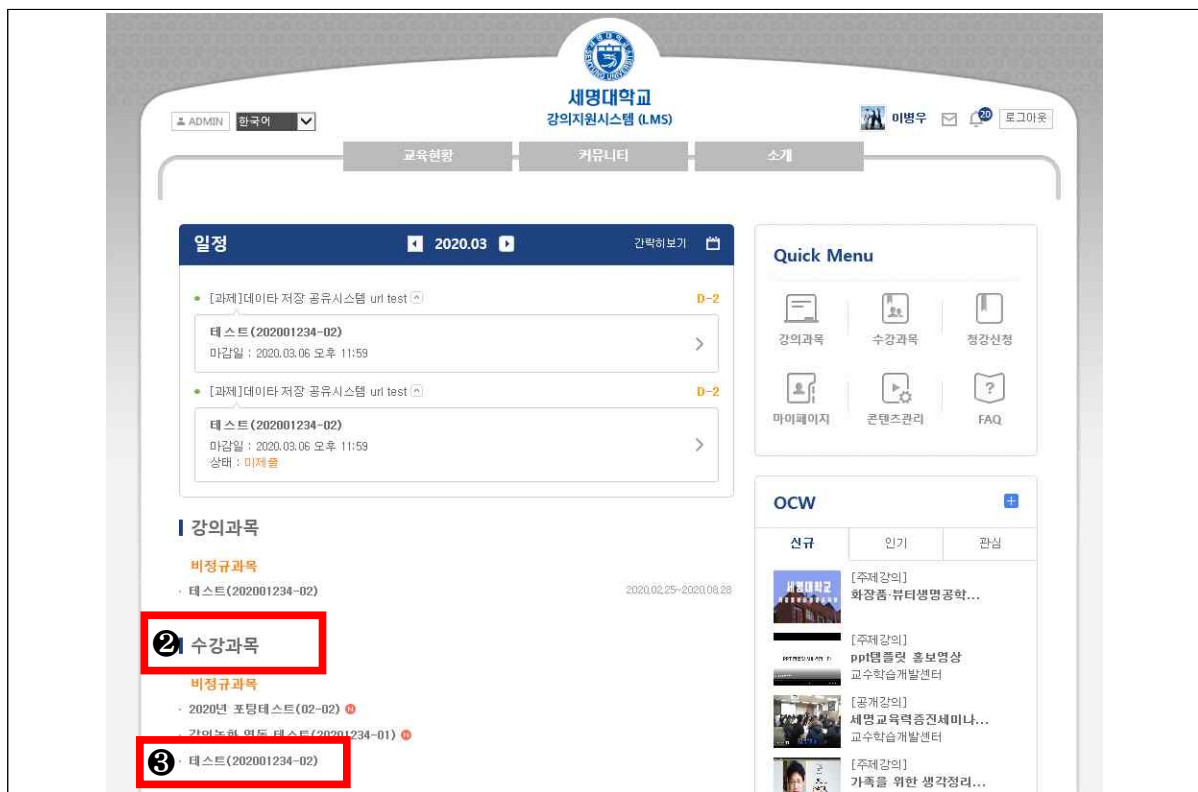 세명대학교
강의지원시스템 (LMS)
ADMIN 한국어
이병우 20 로그아웃
교육현황 커뮤니티 소개
일정 2020.03 간략히보기
[과제]데이타 저장 공유시스템 url test D-2
테스트(202001234-02)
마감일 : 2020.03.06 오후 11:59
[과제]데이타 저장 공유시스템 url test D-2
테스트(202001234-02)
마감일 : 2020.03.06 오후 11:59
상태 : 미제출
강의과목
비정규과목
· 테스트(202001234-02) 2020.02.25~2020.08.28
❷ 수강과목
비정규과목
· 2020년 포탈테스트(02-02) N
· 강의녹화 연동 테스트(20201234-01) N
❸ · 테스트(202001234-02)
Quick Menu
강의과목 수강과목 청강신청
마이페이지 콘텐츠관리 FAQ
OCW
신규 인기 관심
[주제강의]
화장품·뷰티생명공학...
[주제강의]
ppt템플릿 홍보영상
교수학습개발센터
[공개강의]
세명교육력증진세미나...
교수학습개발센터
[주제강의]
가족을 위한 생각정리...